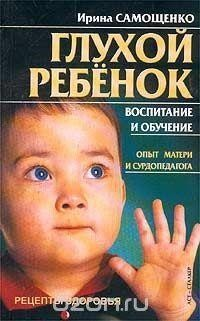 Ирина САМОЩЕНКО
ГЛУХОЙ
РЕБЁНОК
ВОСПИТАНИЕ
И ОБУЧЕНИЕ
ОПЫТ МАТЕРИ
И СУРДОПЕДАГОГА
АСТ - СТАЛКЕР
РЕЦЕПТЫ ЗДОРОВЬЯ
ozon.ru